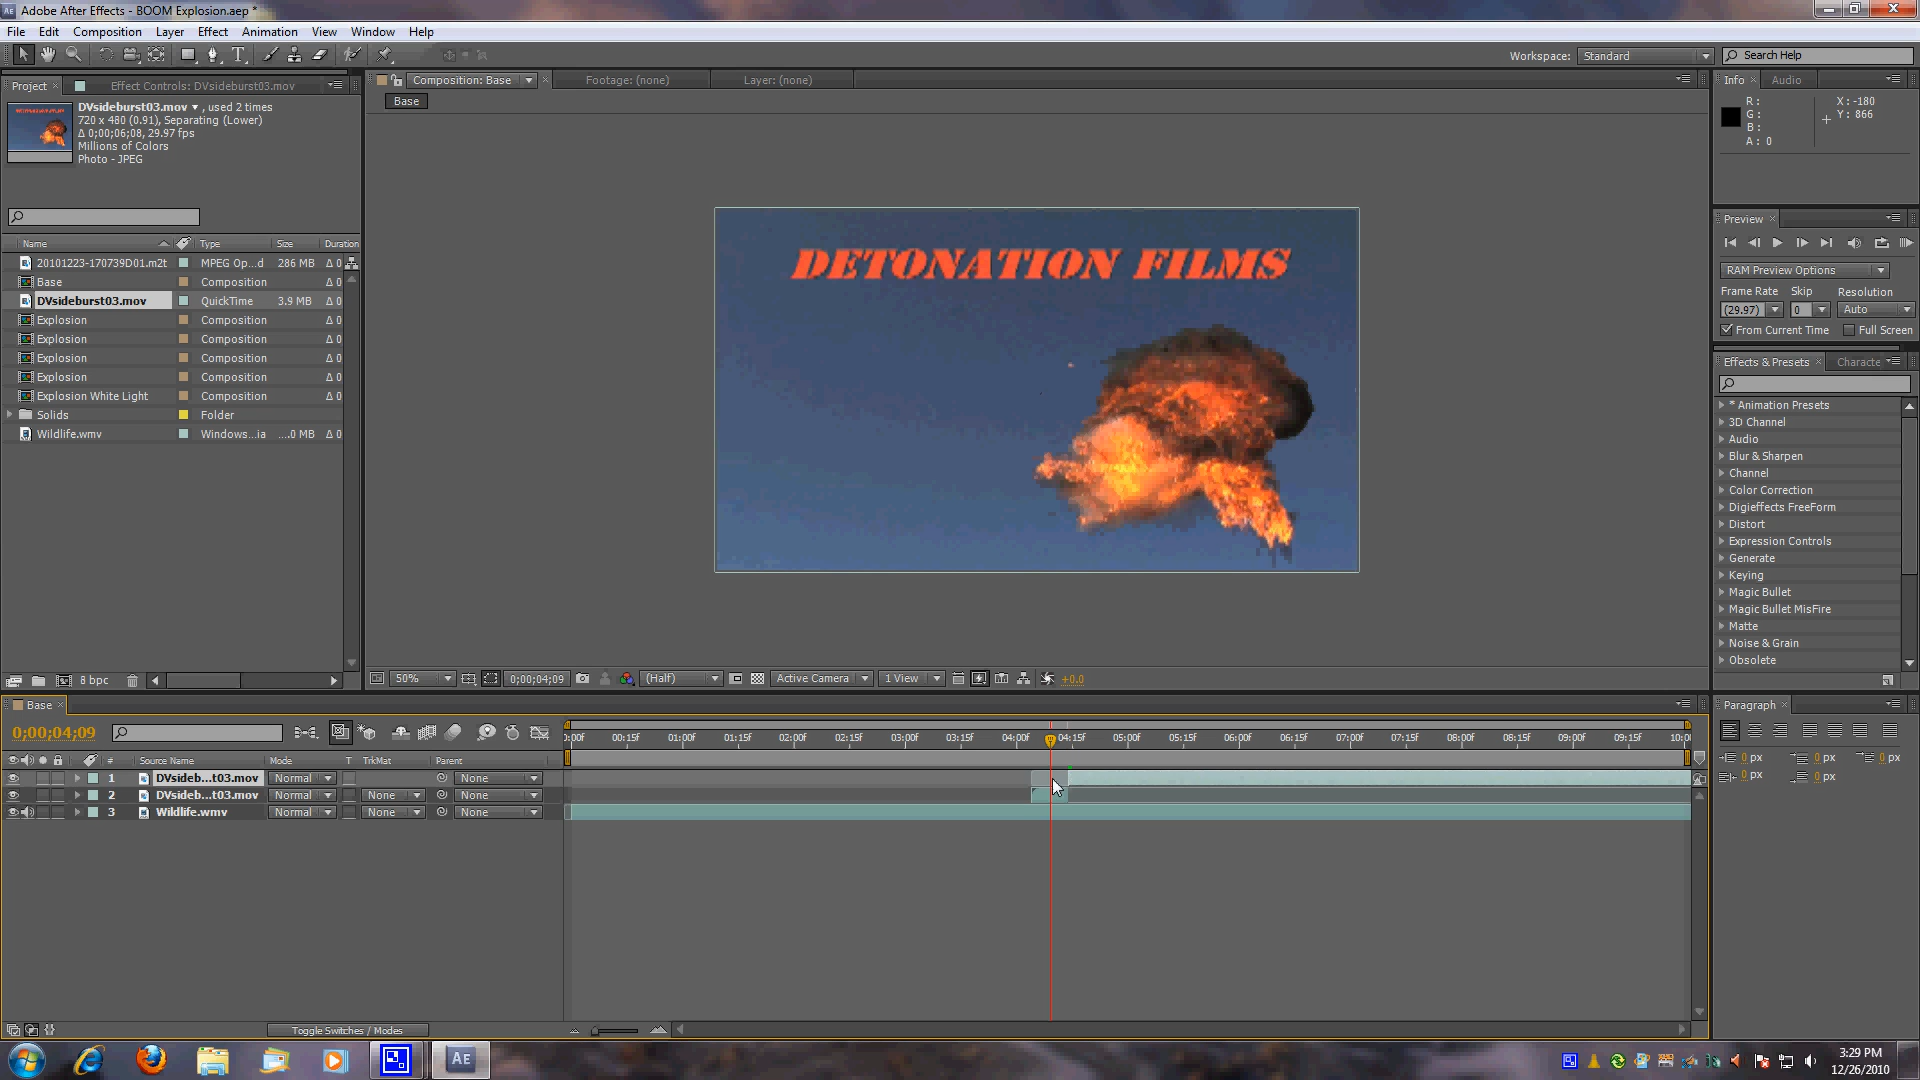 Adobe After Effects - BOOM Explosion.aep *
File Edit Composition Layer Effect Animation View Window Help
Workspace: Standard Search Help
Project Effect Controls: DVsideburst03.mov
DVsideburst03.mov , used 2 times
720 x 480 (0.91), Separating (Lower)
Δ 0;00;06;08, 29.97 fps
Millions of Colors
Photo - JPEG
Name Type Size Duration
20101223-170739D01.m2t MPEG Op...d 286 MB Δ 0
Base Composition Δ 0
DVsideburst03.mov QuickTime 3.9 MB Δ 0
Explosion Composition Δ 0
Explosion Composition Δ 0
Explosion Composition Δ 0
Explosion Composition Δ 0
Explosion White Light Composition Δ 0
Solids Folder
Wildlife.wmv Windows...ia ....0 MB Δ 0
8 bpc
Composition: Base Footage: (none) Layer: (none)
Base
DETONATION FILMS
50% 0;00;04;09 (Half) Active Camera 1 View +0.0
Info Audio
R: X: -180
G: Y: 866
B:
A: 0
Preview
RAM Preview Options
Frame Rate Skip Resolution
(29.97) 0 Auto
From Current Time Full Screen
Effects & Presets Characte
* Animation Presets
3D Channel
Audio
Blur & Sharpen
Channel
Color Correction
Digieffects FreeForm
Distort
Expression Controls
Generate
Keying
Magic Bullet
Magic Bullet MisFire
Matte
Noise & Grain
Obsolete
Base
0;00;04;09
00:15f 01:00f 01:15f 02:00f 02:15f 03:00f 03:15f 04:00f 04:15f 05:00f 05:15f 06:00f 06:15f 07:00f 07:15f 08:00f 08:15f 09:00f 09:15f
# Source Name Mode T TrkMat Parent
1 DVsideb...t03.mov Normal None
2 DVsideb...t03.mov Normal None None
3 Wildlife.wmv Normal None None
Toggle Switches / Modes
Paragraph
0 px 0 px 0 px
0 px 0 px
AE
3:29 PM
12/26/2010